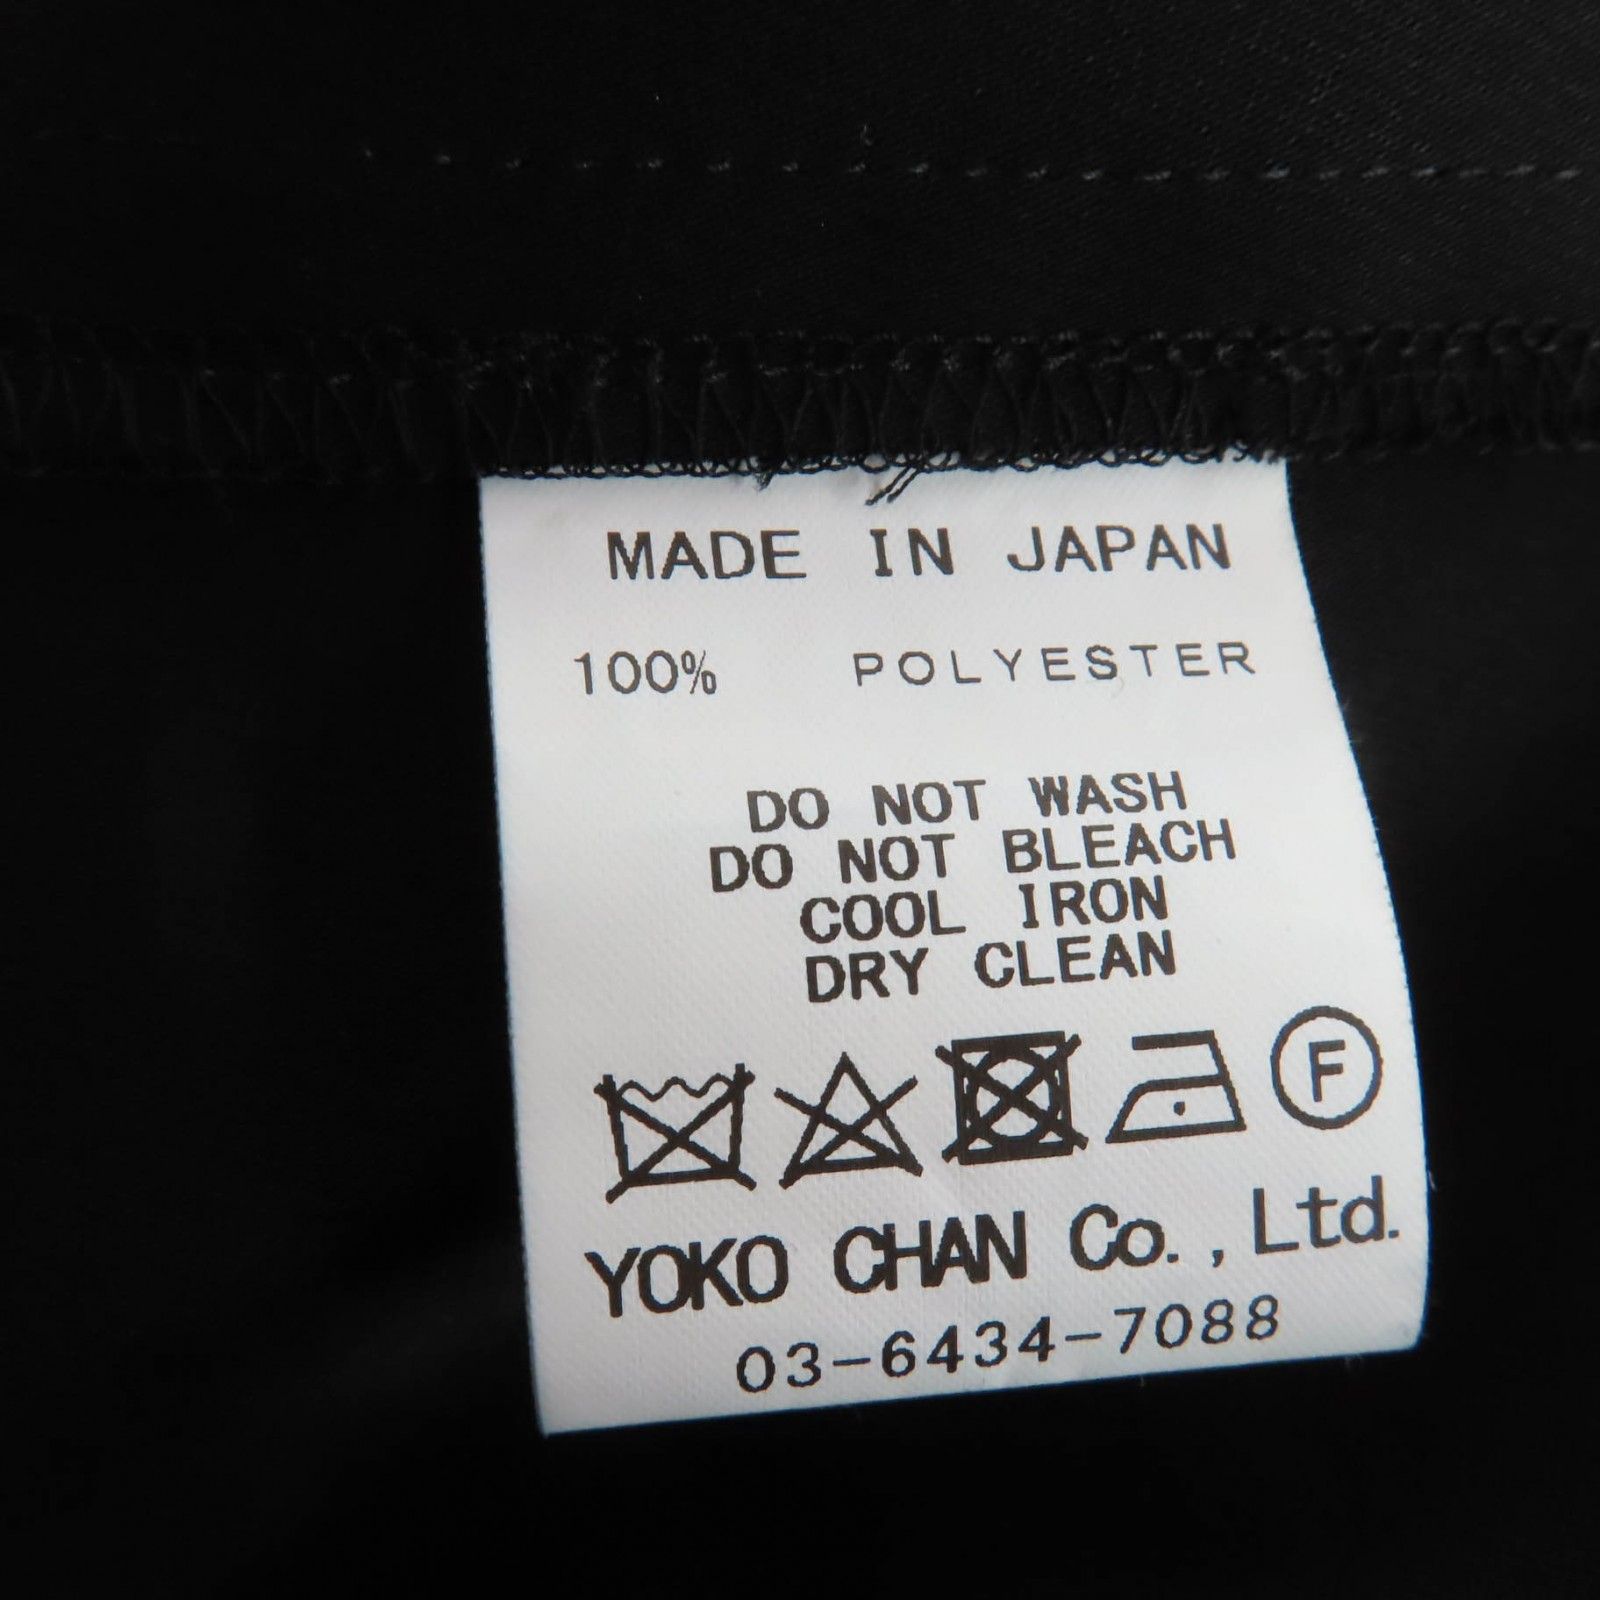 MADE IN JAPAN
100% POLYESTER
DO NOT WASH
DO NOT BLEACH
COOL IRON
DRY CLEAN
F
YOKO CHAN Co., Ltd.
03-6434-7088